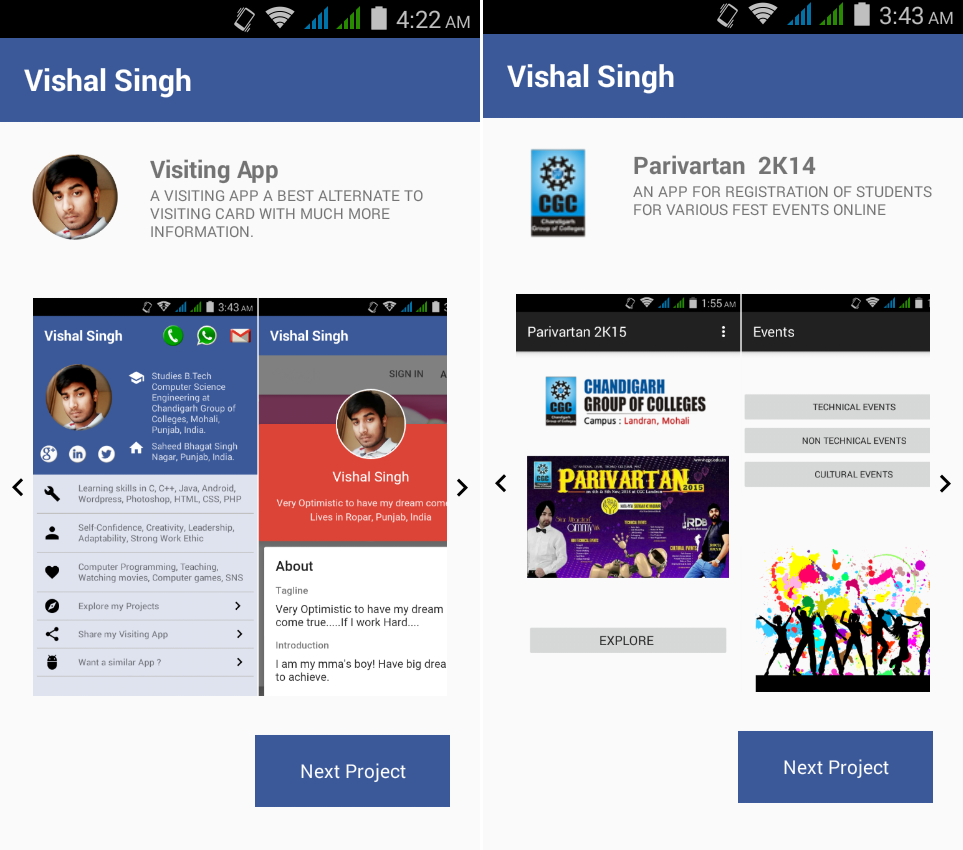 4:22 AM
Vishal Singh
Visiting App
A VISITING APP A BEST ALTERNATE TO
VISITING CARD WITH MUCH MORE
INFORMATION.
3:43 AM
Vishal Singh
Studies B.Tech
Computer Science
Engineering at
Chandigarh Group of
Colleges, Mohali,
Punjab, India.
Saheed Bhagat Singh
Nagar, Punjab, India.
g+
in
Learning skills in C, C++, Java, Android,
Wordpress, Photoshop, HTML, CSS, PHP
Self-Confidence, Creativity, Leadership,
Adaptability, Strong Work Ethic
Computer Programming, Teaching,
Watching movies, Computer games, SNS
Explore my Projects
Share my Visiting App
Want a similar App ?
Vishal Singh
SIGN IN A
Vishal Singh
Very Optimistic to have my dream com
Lives in Ropar, Punjab, India
About
Tagline
Very Optimistic to have my dream
come true.....If I work Hard....
Introduction
I am my mma's boy! Have big drea
to achieve.
Next Project
3:43 AM
Vishal Singh
CGC
Chandigarh
Group of Colleges
Parivartan 2K14
AN APP FOR REGISTRATION OF STUDENTS
FOR VARIOUS FEST EVENTS ONLINE
1:55 AM
Parivartan 2K15
CGC
CHANDIGARH
GROUP OF COLLEGES
Campus : Landran, Mohali
CGC
PARIVARTAN
2015
RDB
EXPLORE
Events
TECHNICAL EVENTS
NON TECHNICAL EVENTS
CULTURAL EVENTS
Next Project